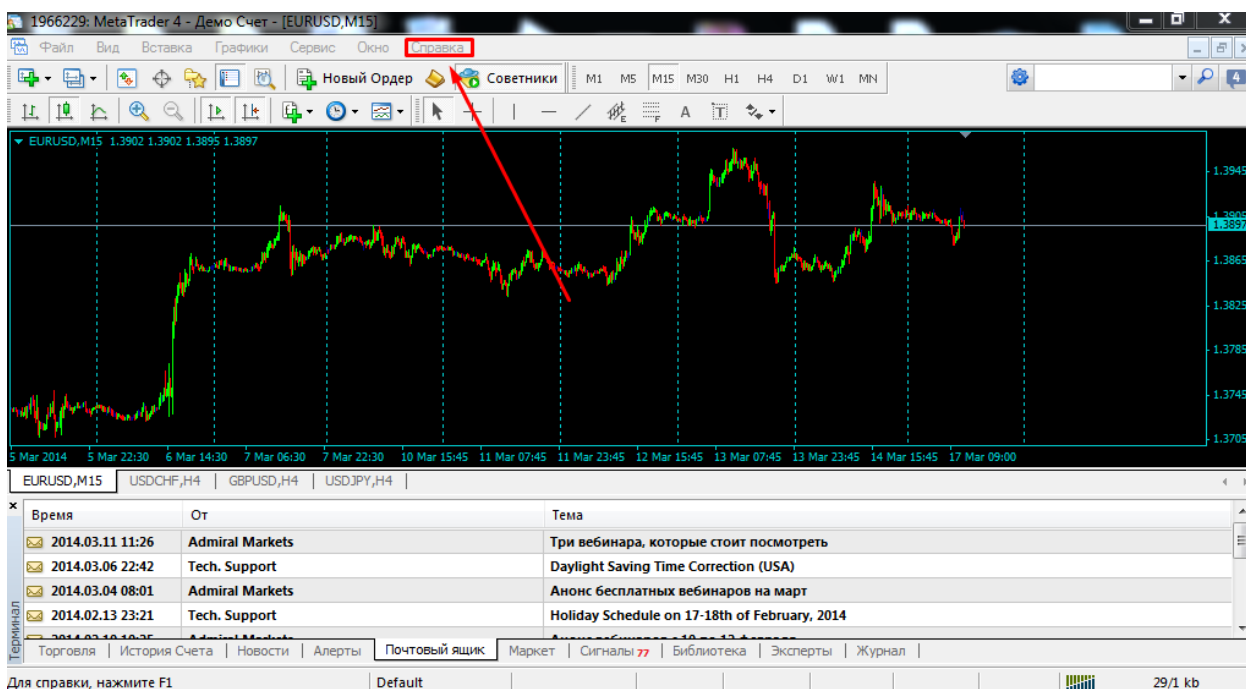 1966229: MetaTrader 4 - Демо Счет - [EURUSD,M15]
Файл Вид Вставка Графики Сервис Окно Справка
Новый Ордер Советники M1 M5 M15 M30 H1 H4 D1 W1 MN 4
E F A T
EURUSD,M15 1.3902 1.3902 1.3895 1.3897
1.3945
1.3905
1.3897
1.3865
1.3825
1.3785
1.3745
1.3705
5 Mar 2014 5 Mar 22:30 6 Mar 14:30 7 Mar 06:30 7 Mar 22:30 10 Mar 15:45 11 Mar 07:45 11 Mar 23:45 12 Mar 15:45 13 Mar 07:45 13 Mar 23:45 14 Mar 15:45 17 Mar 09:00
EURUSD,M15 USDCHF,H4 GBPUSD,H4 USDJPY,H4
Время От Тема
2014.03.11 11:26 Admiral Markets Три вебинара, которые стоит посмотреть
2014.03.06 22:42 Tech. Support Daylight Saving Time Correction (USA)
2014.03.04 08:01 Admiral Markets Анонс бесплатных вебинаров на март
2014.02.13 23:21 Tech. Support Holiday Schedule on 17-18th of February, 2014
Терминал
Торговля История Счета Новости Алерты Почтовый ящик Маркет Сигналы 77 Библиотека Эксперты Журнал
Для справки, нажмите F1 Default 29/1 kb